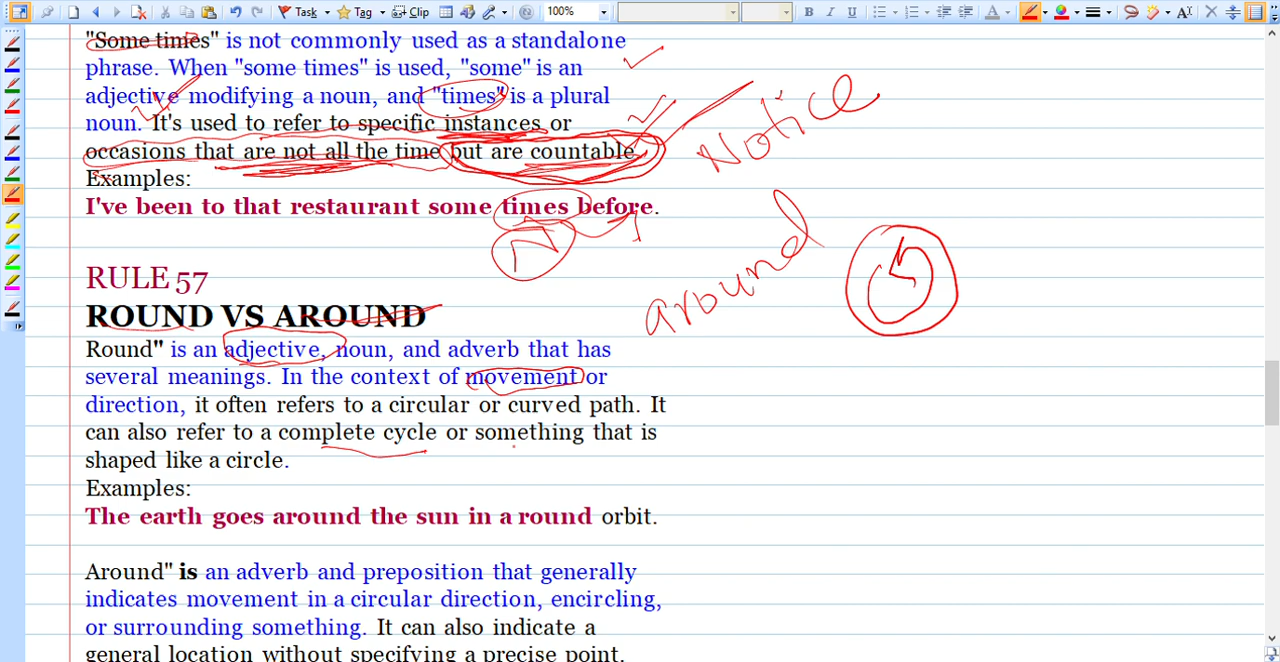 Task Tag Clip 100% B I U
"Some times" is not commonly used as a standalone
phrase. When "some times" is used, "some" is an
adjective modifying a noun, and "times" is a plural
noun. It's used to refer to specific instances or
occasions that are not all the time but are countable.
Notice
Examples:
I've been to that restaurant some times before.
N
around
RULE 57
ROUND VS AROUND
Round" is an adjective, noun, and adverb that has
several meanings. In the context of movement or
direction, it often refers to a circular or curved path. It
can also refer to a complete cycle or something that is
shaped like a circle.
Examples:
The earth goes around the sun in a round orbit.
Around" is an adverb and preposition that generally
indicates movement in a circular direction, encircling,
or surrounding something. It can also indicate a
general location without specifying a precise point.